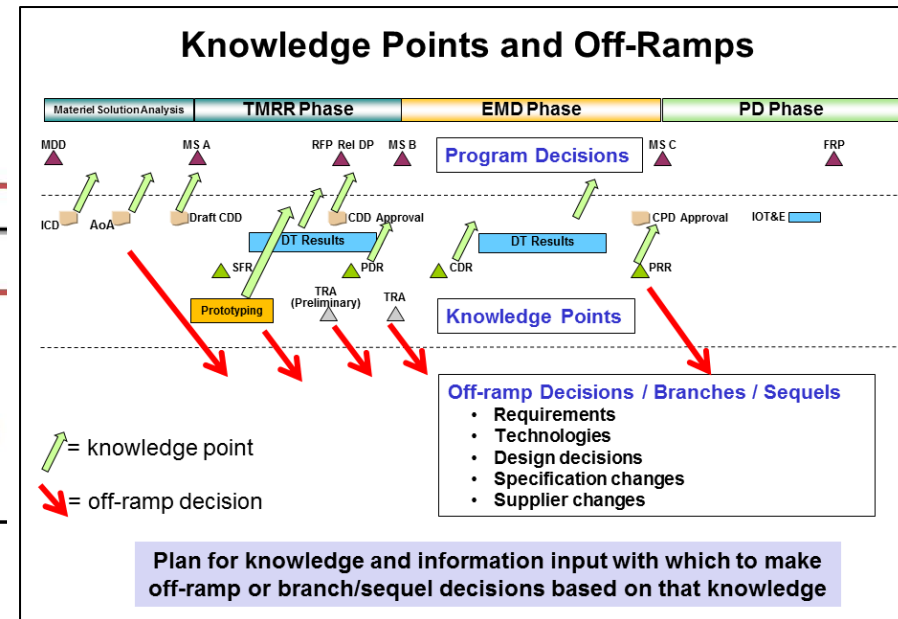 Knowledge Points and Off-Ramps
Materiel Solution Analysis
TMRR Phase
EMD Phase
PD Phase
MDD
MS A
RFP Rel DP
MS B
Program Decisions
MS C
FRP
ICD
AoA
Draft CDD
CDD Approval
CPD Approval
IOT&E
DT Results
DT Results
SFR
PDR
CDR
PRR
Prototyping
TRA
(Preliminary)
TRA
Knowledge Points
Off-ramp Decisions / Branches / Sequels
• Requirements
• Technologies
• Design decisions
• Specification changes
• Supplier changes
= knowledge point
= off-ramp decision
Plan for knowledge and information input with which to make
off-ramp or branch/sequel decisions based on that knowledge